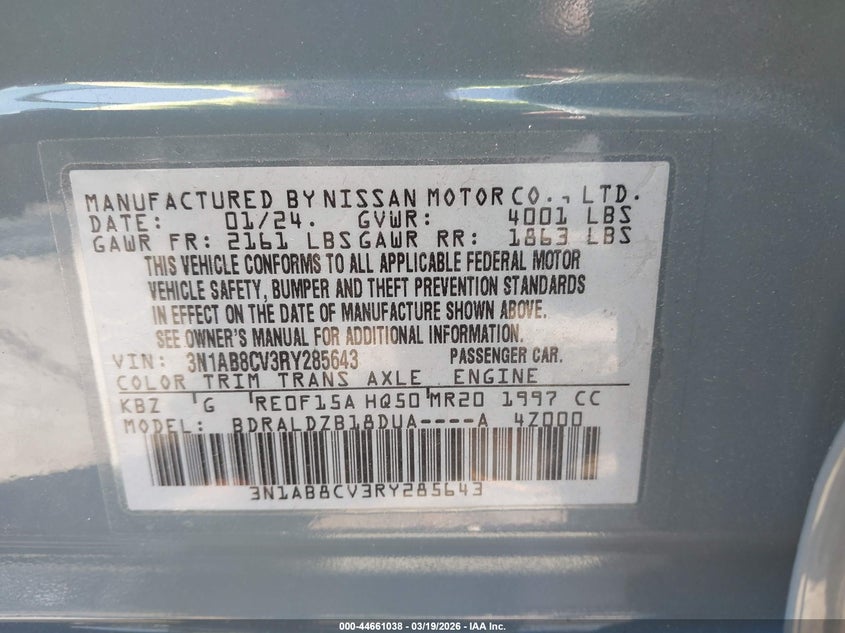 MANUFACTURED BY NISSAN MOTOR CO., LTD.
DATE: 01/24. GVWR: 4001 LBS
GAWR FR: 2161 LBS GAWR RR: 1863 LBS
THIS VEHICLE CONFORMS TO ALL APPLICABLE FEDERAL MOTOR
VEHICLE SAFETY, BUMPER AND THEFT PREVENTION STANDARDS
IN EFFECT ON THE DATE OF MANUFACTURE SHOWN ABOVE.
SEE OWNER'S MANUAL FOR ADDITIONAL INFORMATION.
VIN: 3N1AB8CV3RY285643 PASSENGER CAR.
COLOR TRIM TRANS AXLE ENGINE
KBZ 'G 'RE0F15A HQ50'MR20 1997 CC
MODEL: BDRALDZB18DUA----A 4Z000
3N1AB8CV3RY285643
000-44661038 - 03/19/2026 - IAA Inc.